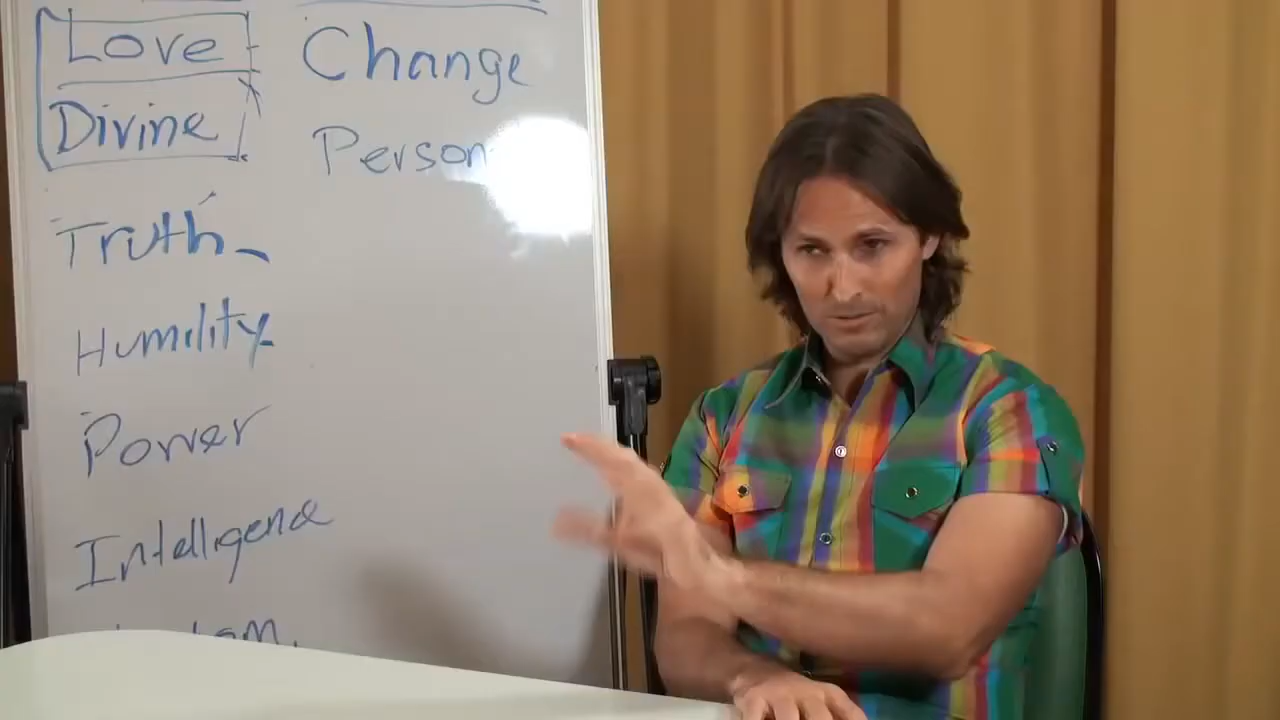 Love
Change
Divine
Person
Truth
Humility
Power
Intelligence